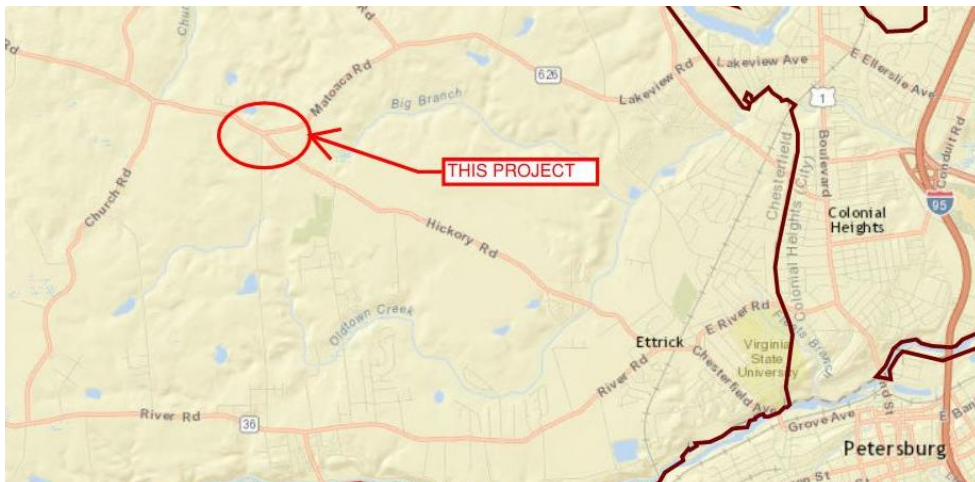 Matoaca Rd
Big Branch
626
Lakeview Rd
Lakeview Ave
E Ellerslie Ave
1
Boulevard
Conduit Rd
95
THIS PROJECT
Chesterfield
Colonial Heights (City)
Colonial
Heights
Church Rd
Hickory Rd
Oldtown Creek
Ettrick
E River Rd
Virginia
State
University
Chesterfield Ave
River Rd
River Rd
36
Grove Ave
Petersburg